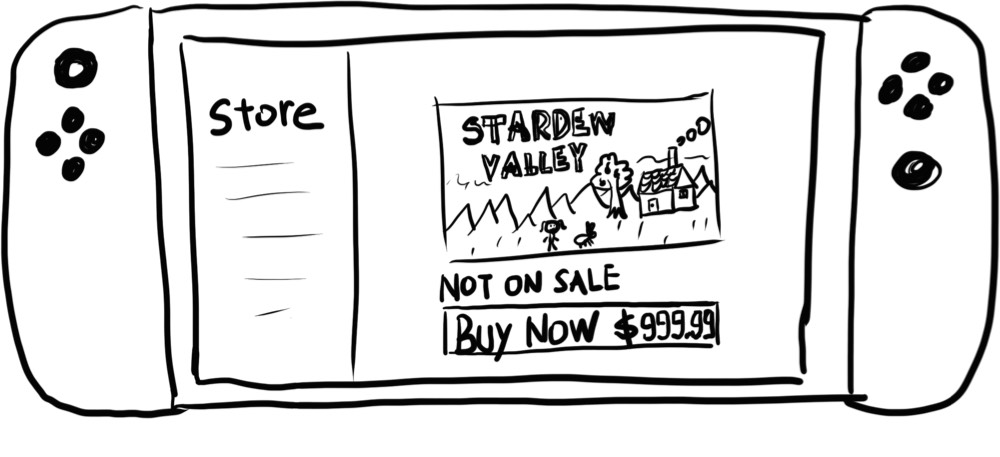 Store
STARDEW
VALLEY
NOT ON SALE
BUY NOW $999.99